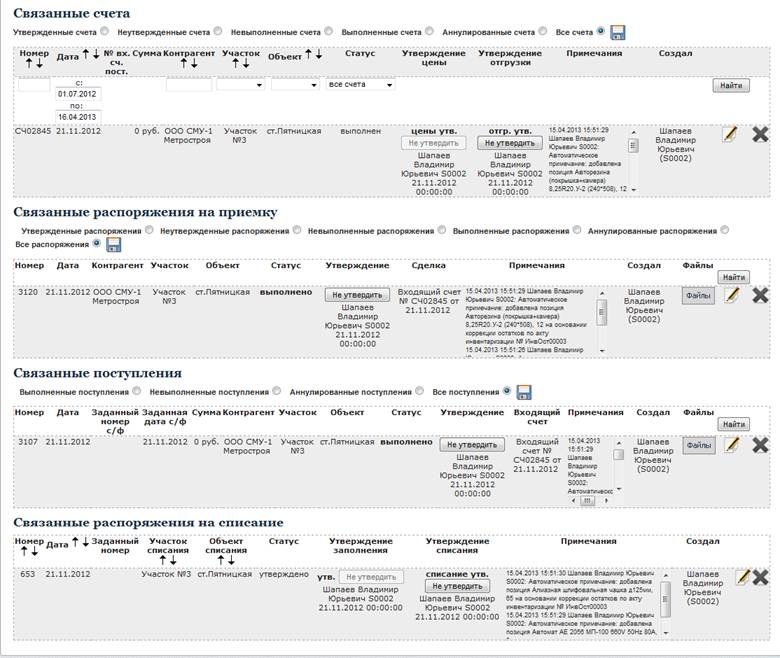 Связанные счета
Утвержденные счета Неутвержденные счета Невыполненные счета Выполненные счета Аннулированные счета Все счета
Номер Дата № вх. сч. пост. Сумма Контрагент Участок Объект Статус Утверждение цены Утверждение отгрузки Примечания Создал
с:
01.07.2012
по:
16.04.2013
все счета
Найти
СЧ02845 21.11.2012 0 руб. ООО СМУ-1 Метростроя Участок №3 ст.Пятницкая выполнен
цены утв.
Не утвердить
Шапаев
Владимир
Юрьевич S0002
21.11.2012
00:00:00
отгр. утв.
Не утвердить
Шапаев
Владимир
Юрьевич S0002
21.11.2012
00:00:00
15.04.2013 15:51:29
Шапаев Владимир
Юрьевич S0002:
Автоматическое
примечание: добавлена
позиция Авторезина
(покрышка+камера)
8,25R20.У-2 (240*508), 12
Шапаев
Владимир
Юрьевич
(S0002)
Связанные распоряжения на приемку
Утвержденные распоряжения Неутвержденные распоряжения Невыполненные распоряжения Выполненные распоряжения Аннулированные распоряжения
Все распоряжения
Номер Дата Контрагент Участок Объект Статус Утверждение Сделка Примечания Создал Файлы
Найти
3120 21.11.2012 ООО СМУ-1 Метростроя Участок №3 ст.Пятницкая выполнено
Не утвердить
Шапаев
Владимир
Юрьевич S0002
21.11.2012
00:00:00
Входящий счет
№ СЧ02845 от
21.11.2012
15.04.2013 15:51:29 Шапаев Владимир
Юрьевич S0002: Автоматическое
примечание: добавлена позиция
Авторезина (покрышка+камера)
8,25R20.У-2 (240*508), 12 на основании
коррекции остатков по акту
инвентаризации № ИнвОст00003
15.04.2013 15:51:26 Шапаев Владимир
Шапаев
Владимир
Юрьевич
(S0002)
Файлы
Связанные поступления
Выполненные поступления Невыполненные поступления Аннулированные поступления Все поступления
Номер Дата Заданный номер с/ф Заданная дата с/ф Сумма Контрагент Участок Объект Статус Утверждение Входящий счет Примечания Создал Файлы
Найти
3107 21.11.2012 21.11.2012 0 руб. ООО СМУ-1 Метростроя Участок №3 ст.Пятницкая выполнено
Не утвердить
Шапаев
Владимир
Юрьевич S0002
21.11.2012
00:00:00
Входящий
счет №
СЧ02845 от
21.11.2012
15.04.2013
15:51:29
Шапаев
Владимир
Юрьевич
S0002:
Автоматическо
Шапаев
Владимир
Юрьевич
(S0002)
Файлы
Связанные распоряжения на списание
Номер Дата Заданный номер Участок списания Объект списания Статус Утверждение заполнения Утверждение списания Примечания Создал
653 21.11.2012 Участок №3 ст.Пятницкая утверждено
утв. Не утвердить
Шапаев Владимир
Юрьевич S0002
21.11.2012 00:00:00
списание утв.
Не утвердить
Шапаев Владимир
Юрьевич S0002
21.11.2012 00:00:00
15.04.2013 15:51:30 Шапаев Владимир Юрьевич
S0002: Автоматическое примечание: добавлена
позиция Алмазная шлифовальная чашка д125мм,
65 на основании коррекции остатков по акту
инвентаризации № ИнвОст00003
15.04.2013 15:51:29 Шапаев Владимир Юрьевич
S0002: Автоматическое примечание: добавлена
позиция Автомат АЕ 2056 МП-100 660V 50Hz 80A,
Шапаев
Владимир
Юрьевич
(S0002)